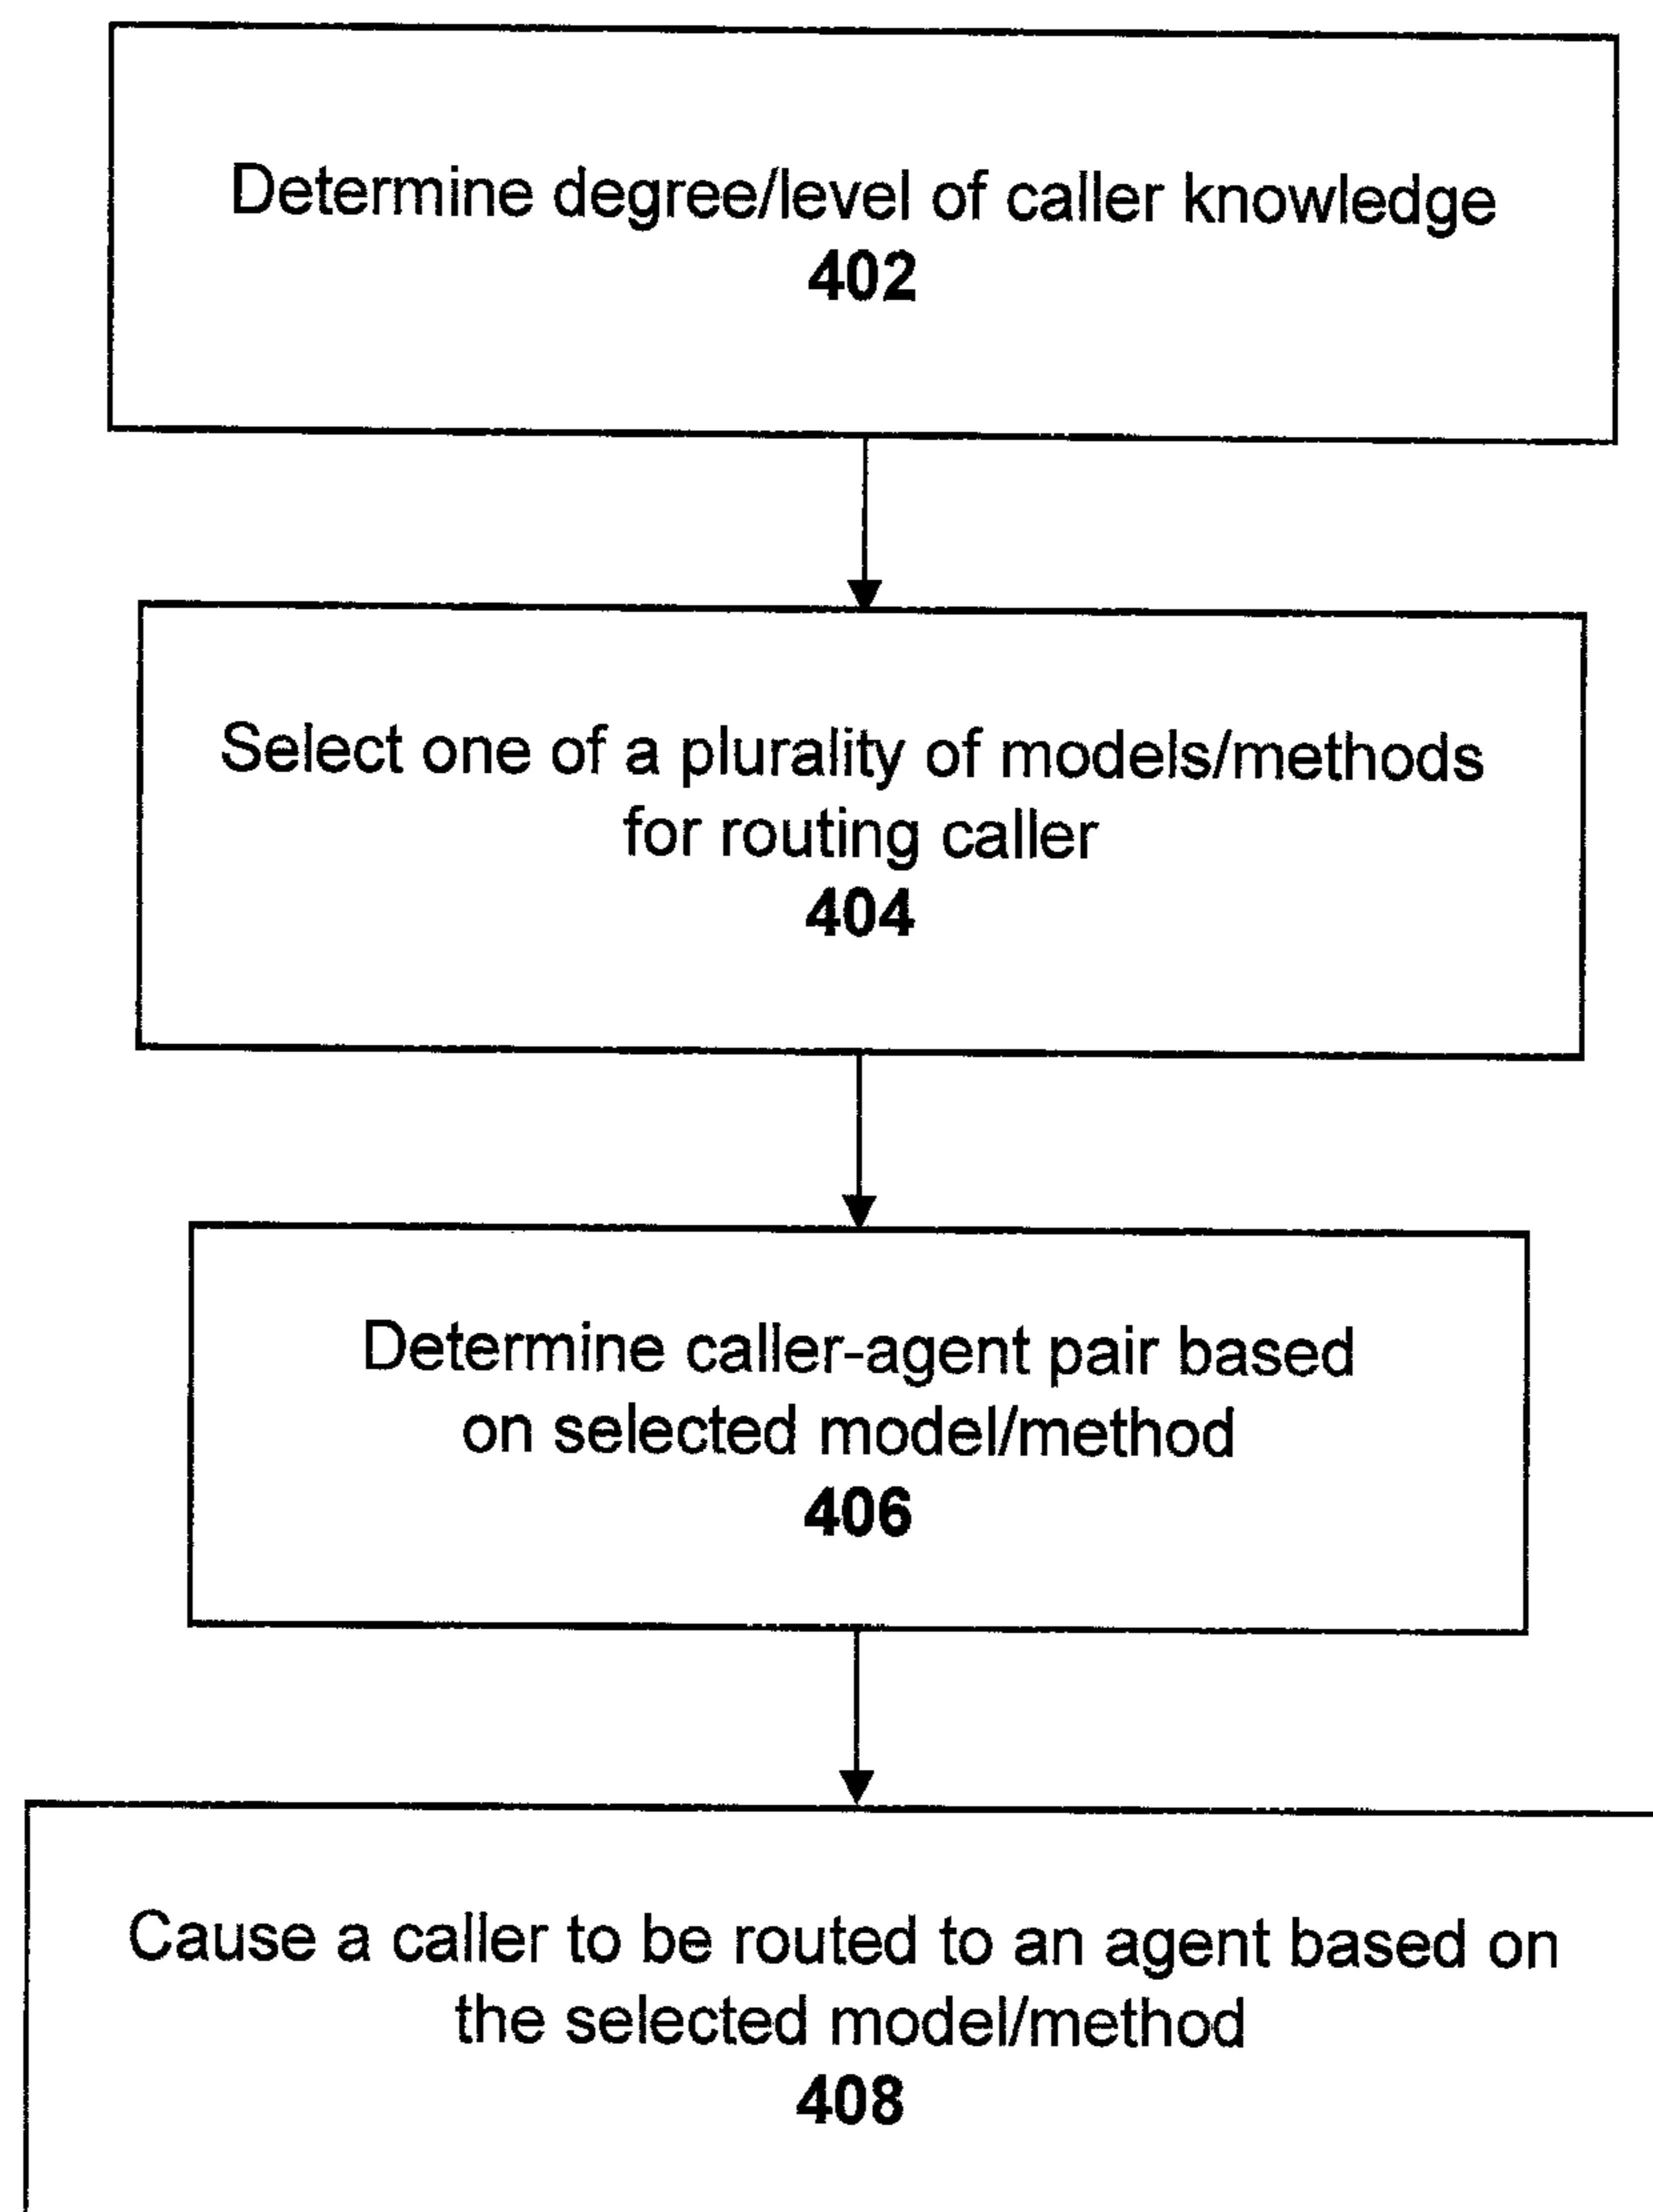 Determine degree/level of caller knowledge
402
Select one of a plurality of models/methods
for routing caller
404
Determine caller-agent pair based
on selected model/method
406
Cause a caller to be routed to an agent based on
the selected model/method
408